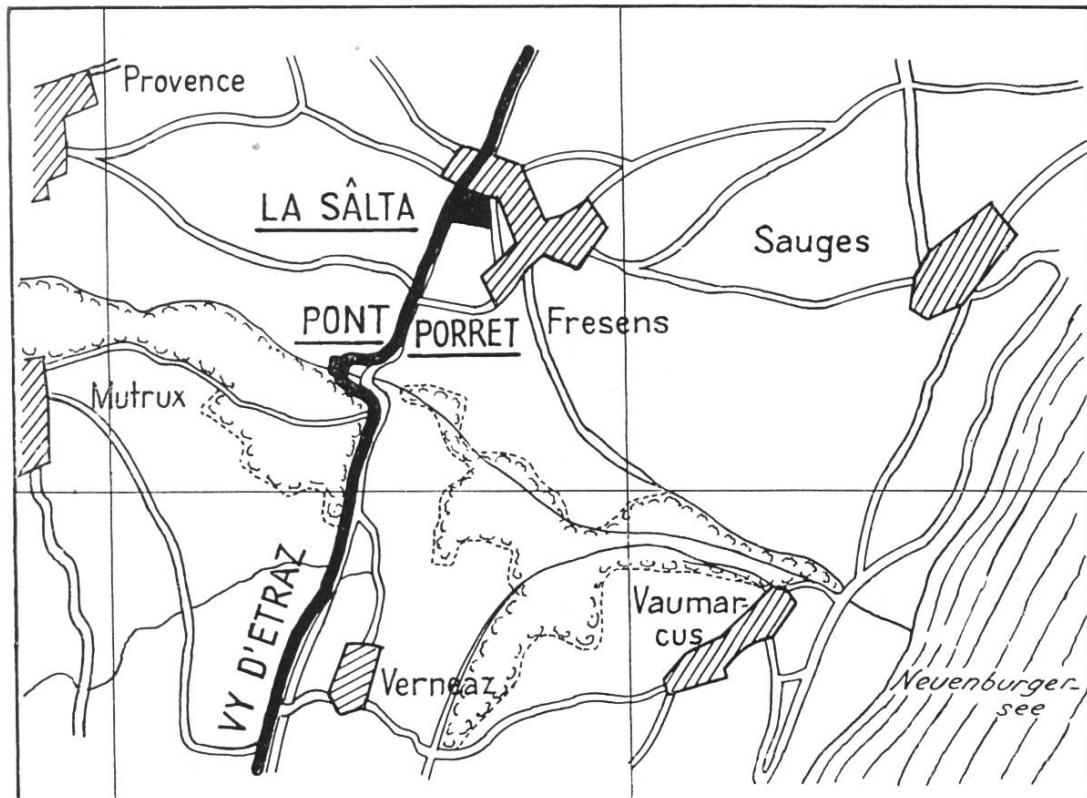 Provence
LA SÂLTA
Sauges
PONT PORRET
Fresens
Mutrux
VY D'ETRAZ
Vaumar-
cus
Verneaz
Neuenburger-
see